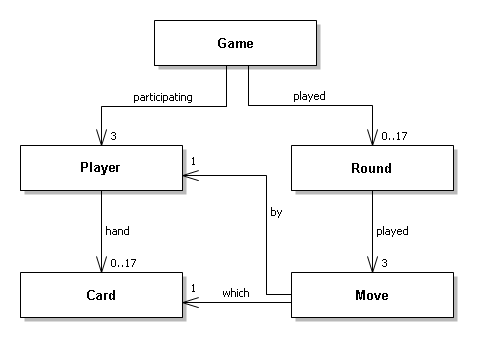 Game
participating
played
3
0..17
Player
1
Round
hand
by
played
0..17
1
3
Card
which
Move